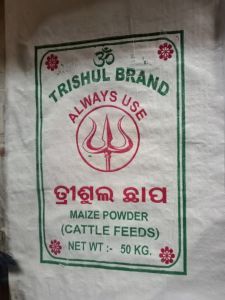 ॐ
TRISHUL BRAND
ALWAYS USE
ତ୍ରୀଶୁଲ ଛାପ
MAIZE POWDER
(CATTLE FEEDS)
NET WT :- 50 KG.